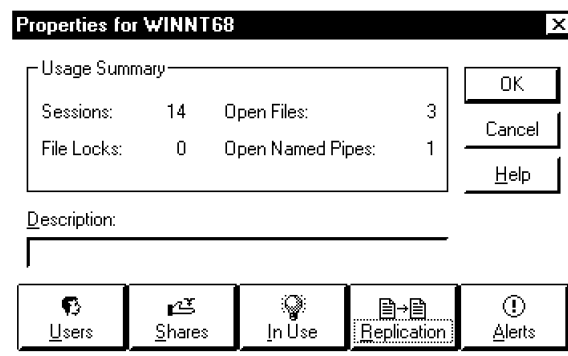 Properties for WINNT68
Usage Summary
Sessions: 14 Open Files: 3
File Locks: 0 Open Named Pipes: 1
OK
Cancel
Help
Description:
Users Shares In Use Replication Alerts